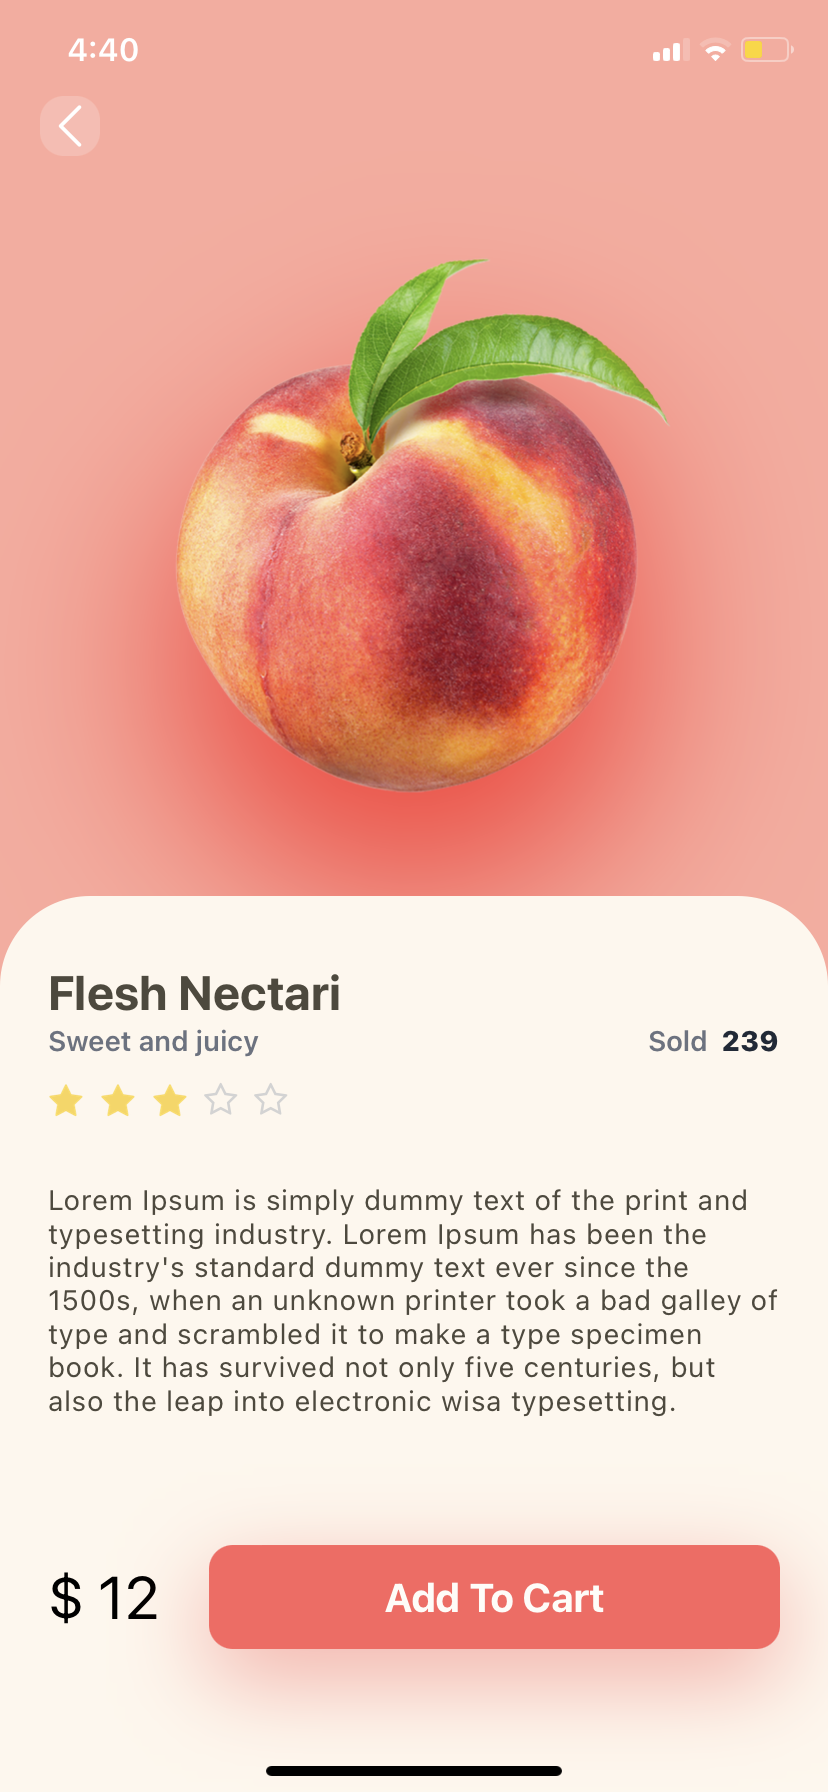 4:40
Flesh Nectari
Sweet and juicy
Sold 239
Lorem Ipsum is simply dummy text of the print and
typesetting industry. Lorem Ipsum has been the
industry's standard dummy text ever since the
1500s, when an unknown printer took a bad galley of
type and scrambled it to make a type specimen
book. It has survived not only five centuries, but
also the leap into electronic wisa typesetting.
$ 12
Add To Cart